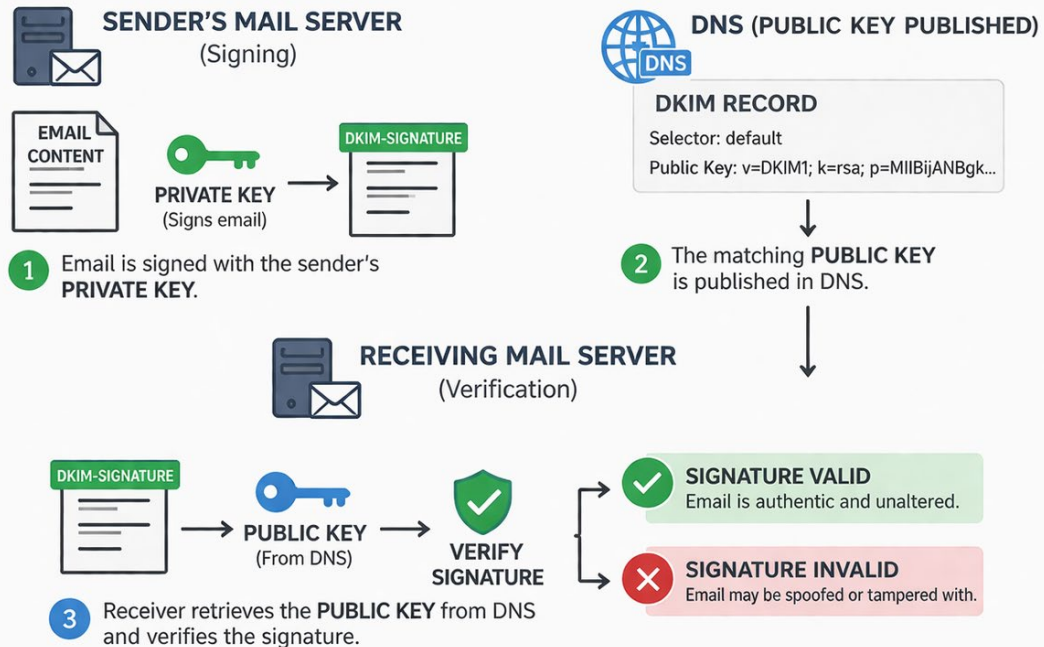 SENDER'S MAIL SERVER
(Signing)
EMAIL
CONTENT
PRIVATE KEY
(Signs email)
DKIM-SIGNATURE
1
Email is signed with the sender's
PRIVATE KEY.
DNS (PUBLIC KEY PUBLISHED)
DNS
DKIM RECORD
Selector: default
Public Key: v=DKIM1; k=rsa; p=MIIBijANBgk...
2
The matching PUBLIC KEY
is published in DNS.
RECEIVING MAIL SERVER
(Verification)
DKIM-SIGNATURE
PUBLIC KEY
(From DNS)
VERIFY
SIGNATURE
SIGNATURE VALID
Email is authentic and unaltered.
SIGNATURE INVALID
Email may be spoofed or tampered with.
3
Receiver retrieves the PUBLIC KEY from DNS
and verifies the signature.